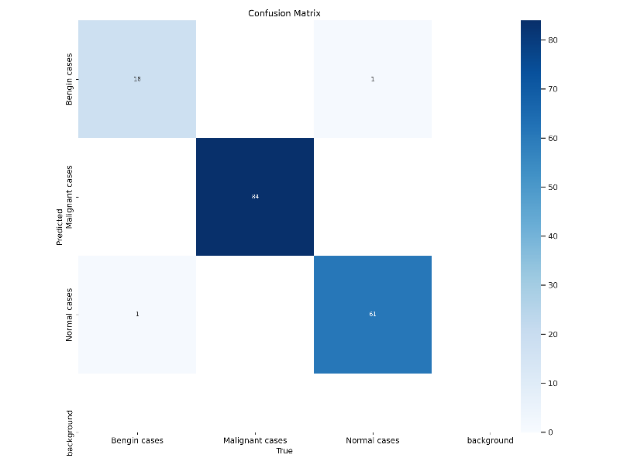 Confusion Matrix
Bengin cases
18
1
80
70
60
Malignant cases
84
Predicted
50
40
30
Normal cases
1
61
20
10
0
background
Bengin cases
Malignant cases
Normal cases
background
True